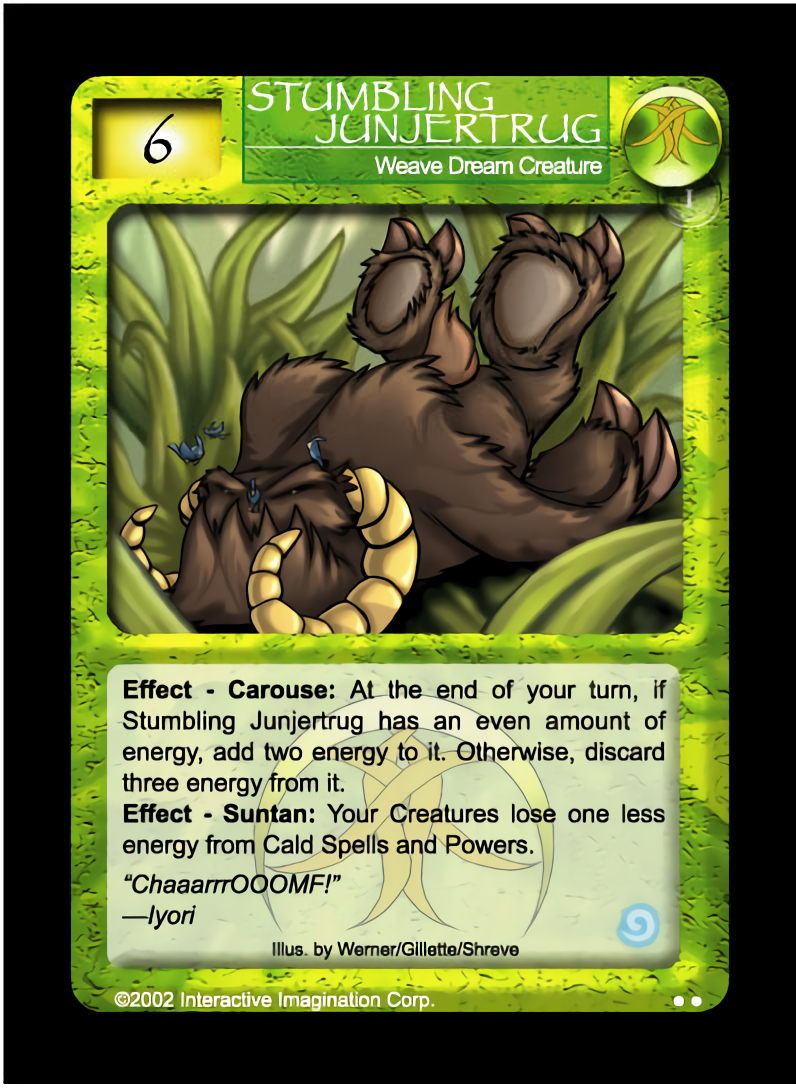 6
STUMBLING
JUNJERTRUG
Weave Dream Creature
I
Effect - Carouse: At the end of your turn, if
Stumbling Junjertrug has an even amount of
energy, add two energy to it. Otherwise, discard
three energy from it.
Effect - Suntan: Your Creatures lose one less
energy from Cald Spells and Powers.
“ChaaarrrOOOMF!”
—Iyori
Illus. by Werner/Gillette/Shreve
©2002 Interactive Imagination Corp.